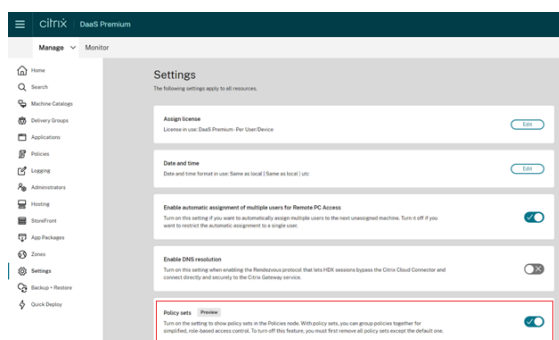 citrix DaaS Premium
Manage Monitor
Home
Search
Machine Catalogs
Delivery Groups
Applications
Policies
Logging
Administrators
Hosting
StoreFront
App Packages
Zones
Settings
Backup + Restore
Quick Deploy
Settings
The following settings apply to all resources.
Assign license
License in use: DaaS Premium -Per User/Device
Edit
Date and time
Date and time format in use: Same as local | Same as local | utc
Edit
Enable automatic assignment of multiple users for Remote PC Access
Turn on this setting if you want to automatically assign multiple users to the next unassigned machine. Turn it off if you
want to restrict the automatic assignment to a single user.
Enable DNS resolution
Turn on this setting when enabling the Rendezvous protocol that lets HDX sessions bypass the Citrix Cloud Connector and
connect directly and securely to the Citrix Gateway service.
Policy sets Preview
Turn on the setting to show policy sets in the Policies node. With policy sets, you can group policies together for
simplified, role-based access control. To turn off this feature, you must first remove all policy sets except the default one.